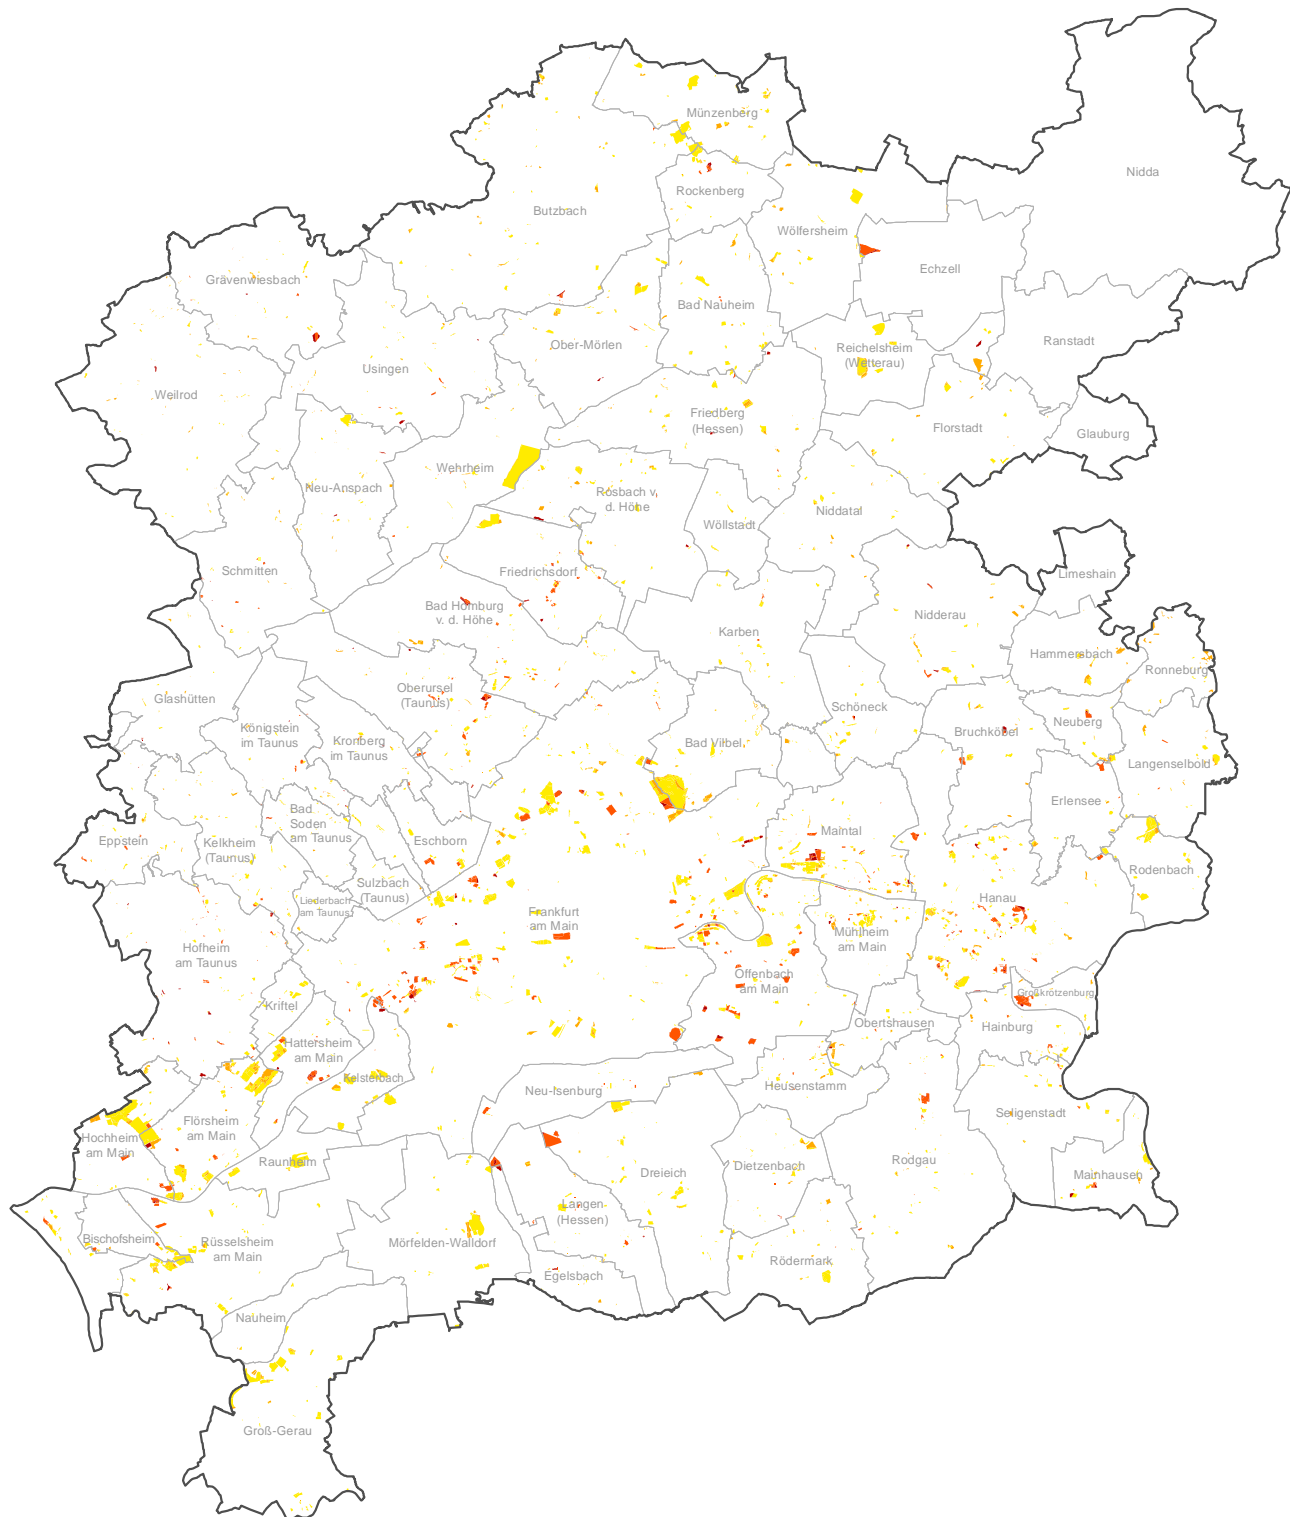 Münzenberg
Nidda
Rockenberg
Butzbach
Wölfersheim
Echzell
Grävenwiesbach
Bad Nauheim
Ober-Mörlen
Reichelsheim
(Wetterau)
Ranstadt
Usingen
Weilrod
Friedberg
(Hessen)
Florstadt
Glauburg
Wehrheim
Neu-Anspach
Rosbach v.
d. Höhe
Wöllstadt
Niddatal
Schmitten
Friedrichsdorf
Limeshain
Bad Homburg
v. d. Höhe
Karben
Nidderau
Hammersbach
Ronneburg
Oberursel
(Taunus)
Glashütten
Königstein
im Taunus
Kronberg
im Taunus
Schöneck
Bad Vilbel
Bruchköbel
Neuberg
Langenselbold
Erlensee
Bad
Soden
am Taunus
Eschborn
Maintal
Eppstein
Kelkheim
(Taunus)
Rodenbach
Sulzbach
(Taunus)
Liederbach
am Taunus
Hanau
Frankfurt
am Main
Mühlheim
am Main
Hofheim
am Taunus
Offenbach
am Main
Großkrotzenburg
Kriftel
Obertshausen
Hainburg
Hattersheim
am Main
Kelsterbach
Neu-Isenburg
Heusenstamm
Seligenstadt
Flörsheim
am Main
Hochheim
am Main
Raunheim
Dreieich
Dietzenbach
Rodgau
Mainhausen
Langen
(Hessen)
Bischofsheim
Rüsselsheim
am Main
Mörfelden-Walldorf
Rödermark
Egelsbach
Nauheim
Groß-Gerau